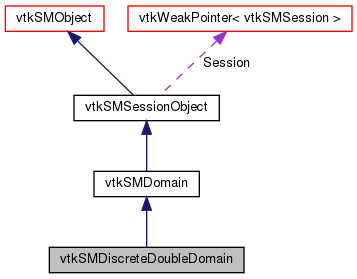 vtkSMObject
vtkWeakPointer< vtkSMSession >
Session
vtkSMSessionObject
vtkSMDomain
vtkSMDiscreteDoubleDomain